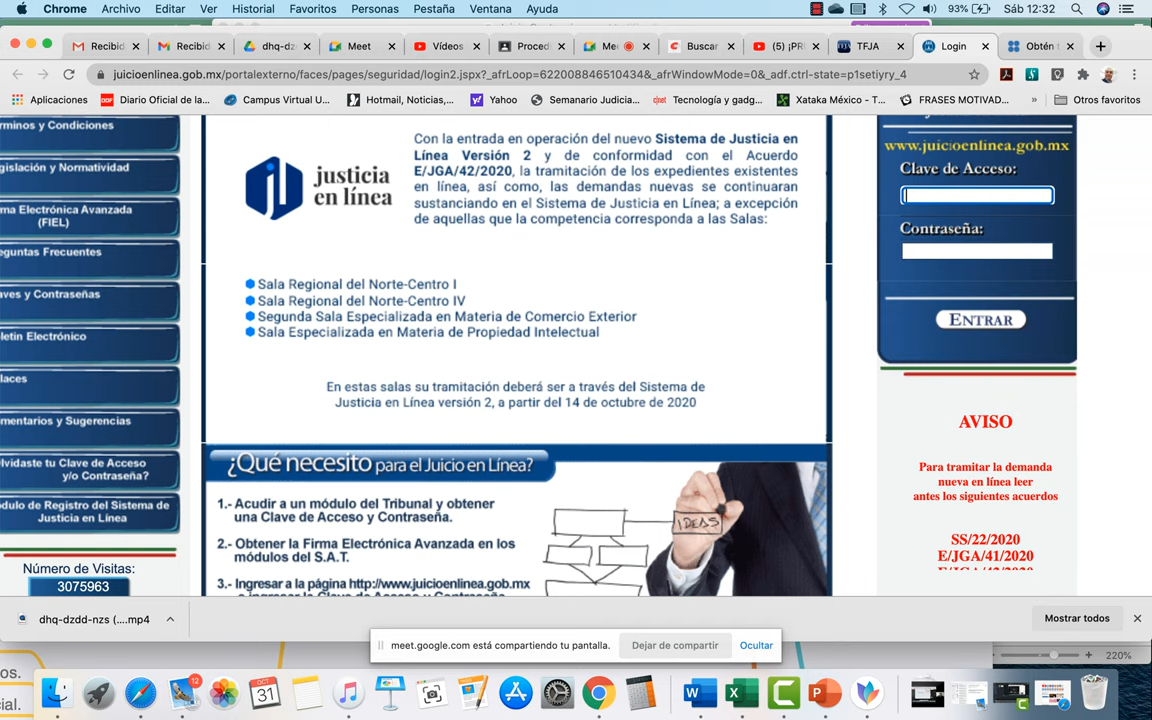 Chrome Archivo Editar Ver Historial Favoritos Personas Pestaña Ventana Ayuda 93% Sáb 12:32
Recibid Recibid dhq-dz Meet Vídeos Proced Me Buscar (5) ¡PR TFJA Login Obtén t
juicioenlinea.gob.mx/portalexterno/faces/pages/seguridad/login2.jspx?_afrLoop=622008846510434&_afrWindowMode=0&_adf.ctrl-state=p1setiyry_4
Aplicaciones Diario Oficial de la... Campus Virtual U... Hotmail, Noticias,... Yahoo Semanario Judicia... Tecnología y gadg... Xataka México - T... FRASES MOTIVAD... » Otros favoritos
rminos y Condiciones
gislación y Normatividad
ma Electrónica Avanzada
(FIEL)
eguntas Frecuentes
aves y Contraseñas
letín Electrónico
laces
mentarios y Sugerencias
lvidaste tu Clave de Acceso
y/o Contraseña?
dulo de Registro del Sistema de
Justicia en Línea
Número de Visitas:
3075963
justicia
en línea
Con la entrada en operación del nuevo Sistema de Justicia en
Línea Versión 2 y de conformidad con el Acuerdo
E/JGA/42/2020, la tramitación de los expedientes existentes
en línea, así como, las demandas nuevas se continuaran
sustanciando en el Sistema de Justicia en Línea; a excepción
de aquellas que la competencia corresponda a las Salas:
Sala Regional del Norte-Centro I
Sala Regional del Norte-Centro IV
Segunda Sala Especializada en Materia de Comercio Exterior
Sala Especializada en Materia de Propiedad Intelectual
En estas salas su tramitación deberá ser a través del Sistema de
Justicia en Línea versión 2, a partir del 14 de octubre de 2020
¿Qué necesito para el Juicio en Línea?
1.- Acudir a un módulo del Tribunal y obtener
una Clave de Acceso y Contraseña.
2.- Obtener la Firma Electrónica Avanzada en los
módulos del S.A.T.
3.- Ingresar a la página http://www.juicioenlinea.gob.mx
IDEAS
www.juicioenlinea.gob.mx
Clave de Acceso:
Contraseña:
ENTRAR
AVISO
Para tramitar la demanda
nueva en línea leer
antes los siguientes acuerdos
SS/22/2020
E/JGA/41/2020
E/JGA/42/2020
dhq-dzdd-nzs (....mp4
Mostrar todos
meet.google.com está compartiendo tu pantalla. Dejar de compartir Ocultar
220%
os.
ial.
12
OCT
31